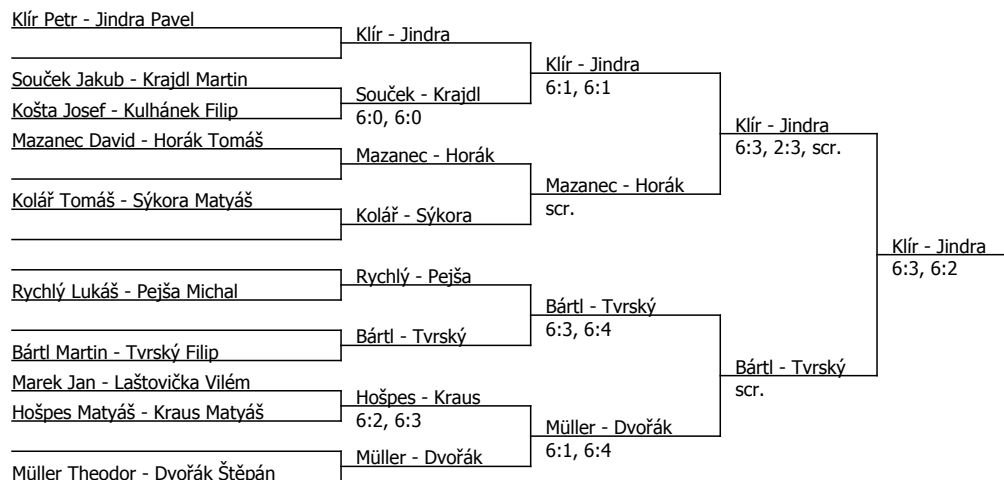 Klír Petr - Jindra Pavel
Souček Jakub - Krajdl Martin
Košta Josef - Kulhánek Filip
Mazanec David - Horák Tomáš
Kolář Tomáš - Sýkora Matyáš
Rychlý Lukáš - Pejša Michal
Bártl Martin - Tvrský Filip
Marek Jan - Laštovička Vilém
Hošpes Matyáš - Kraus Matyáš
Müller Theodor - Dvořák Štěpán
Klír - Jindra
Souček - Krajdl
6:0, 6:0
Mazanec - Horák
Kolář - Sýkora
Rychlý - Pejša
Bártl - Tvrský
Hošpes - Kraus
6:2, 6:3
Müller - Dvořák
Klír - Jindra
6:1, 6:1
Mazanec - Horák
scr.
Bártl - Tvrský
6:3, 6:4
Müller - Dvořák
6:1, 6:4
Klír - Jindra
6:3, 2:3, scr.
Bártl - Tvrský
scr.
Klír - Jindra
6:3, 6:2